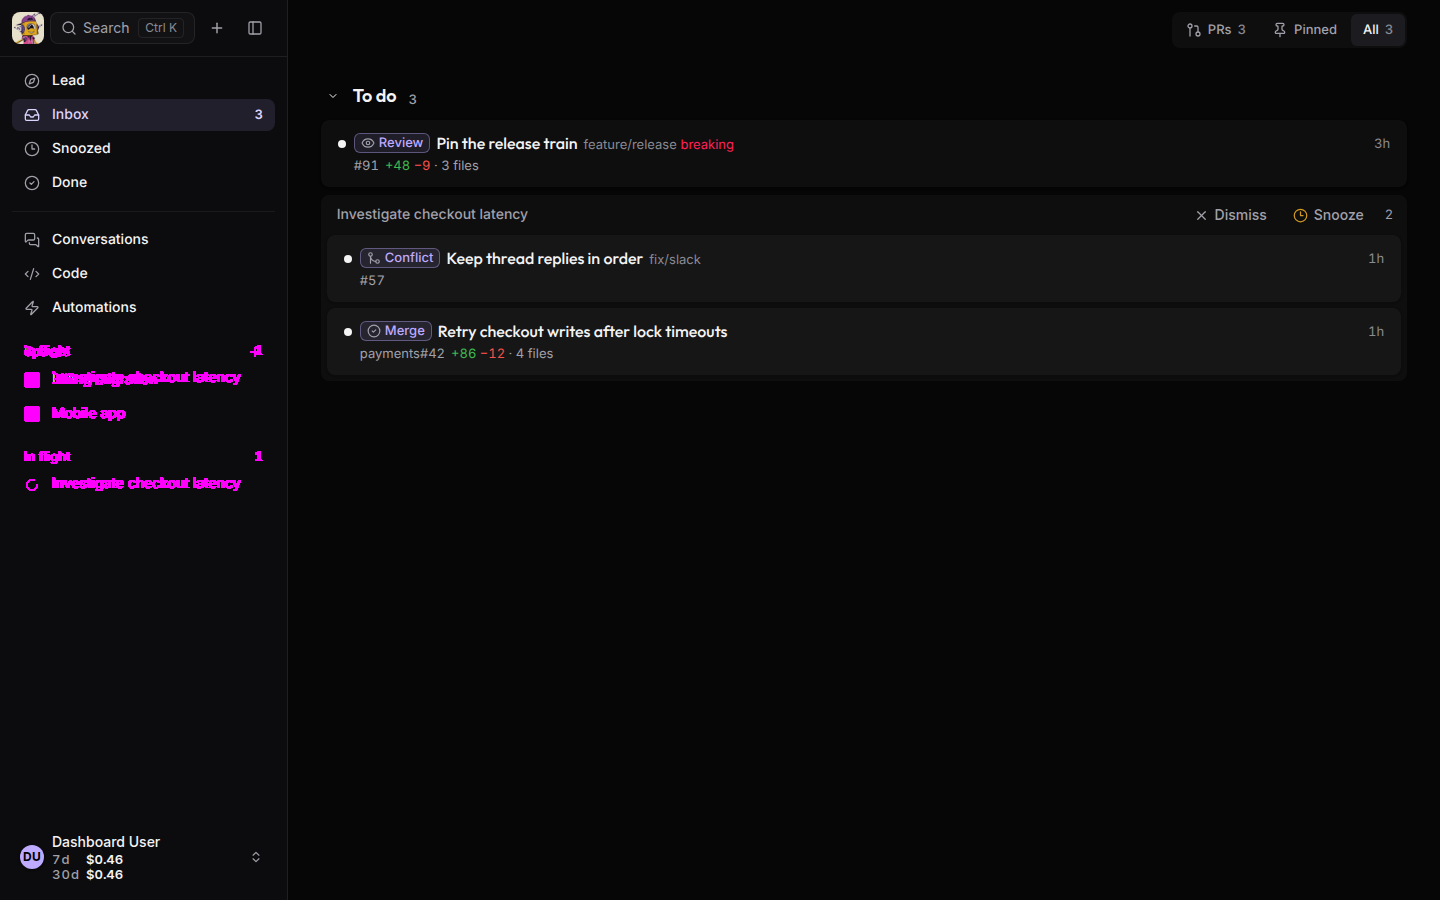 Search Ctrl K
PRs 3 Pinned All 3
Lead
Inbox 3
Snoozed
Done
Conversations
Code
Automations
checkout latency
Mobile app
In flight 1
Investigate checkout latency
Dashboard User
DU
7d $0.46
30d $0.46
To do 3
Review Pin the release train feature/release breaking 3h
#91 +48 −9 · 3 files
Investigate checkout latency Dismiss Snooze 2
Conflict Keep thread replies in order fix/slack 1h
#57
Merge Retry checkout writes after lock timeouts 1h
payments#42 +86 −12 · 4 files